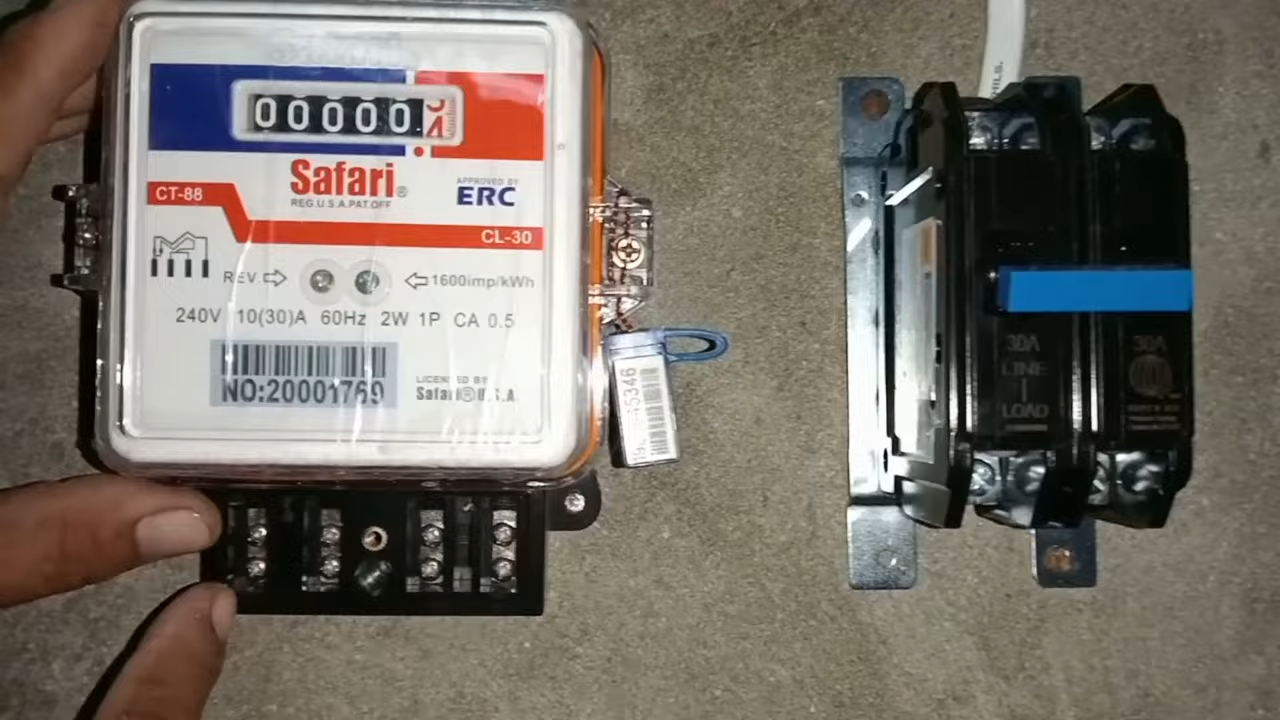 00000
Safari®
REG.U.S.A.PAT.OFF
APPROVED BY
ERC
CT-88
CL-30
REV
1600imp/kWh
240V 10(30)A 60Hz 2W 1P CA 0.5
NO:20001769
LICENSED BY
Safari® U.S.A.
30A
LINE
LOAD
30A